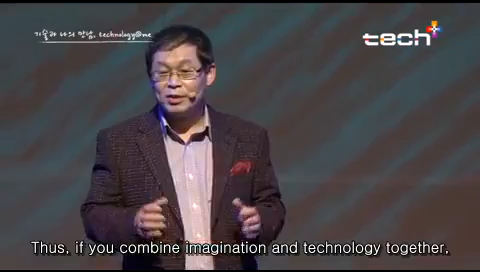 기술과 나의 만남, technology@me
tech+
Thus, if you combine imagination and technology together,